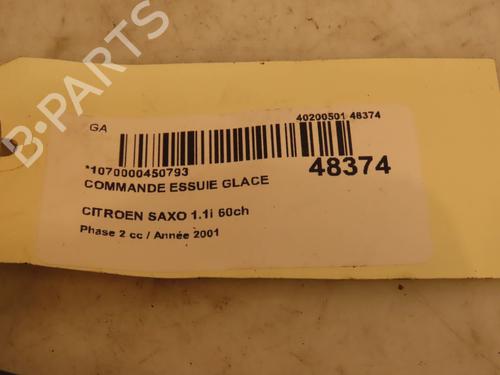 B-PARTS
GA
40200501 48374
*1070000450793
48374
COMMANDE ESSUIE GLACE
CITROEN SAXO 1.1i 60ch
Phase 2 cc / Année 2001